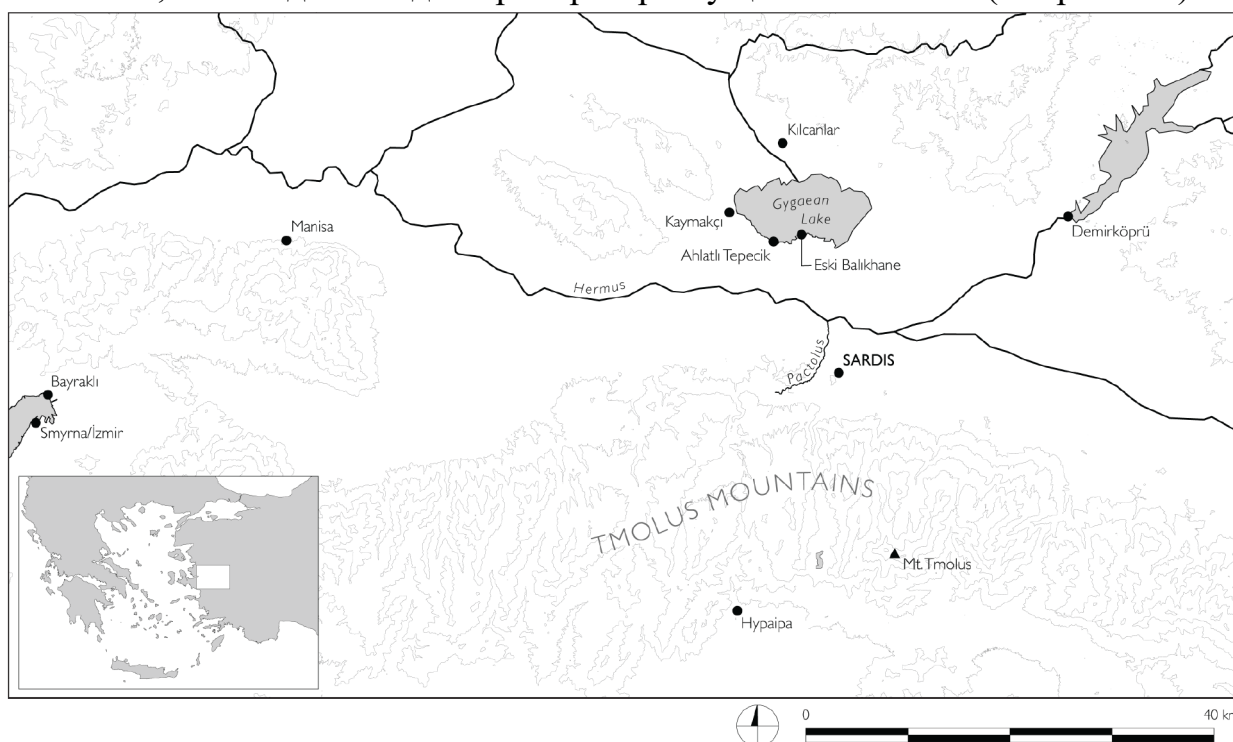 Kılcanlar
Gygaean
Lake
Kaymakçı
Ahlatlı Tepecik
Eski Balıkhane
Demirköprü
Manisa
Hermus
Pactolus
SARDIS
Bayraklı
Smyrna/İzmir
TMOLUS MOUNTAINS
Mt. Tmolus
Hypaipa
0
40 km